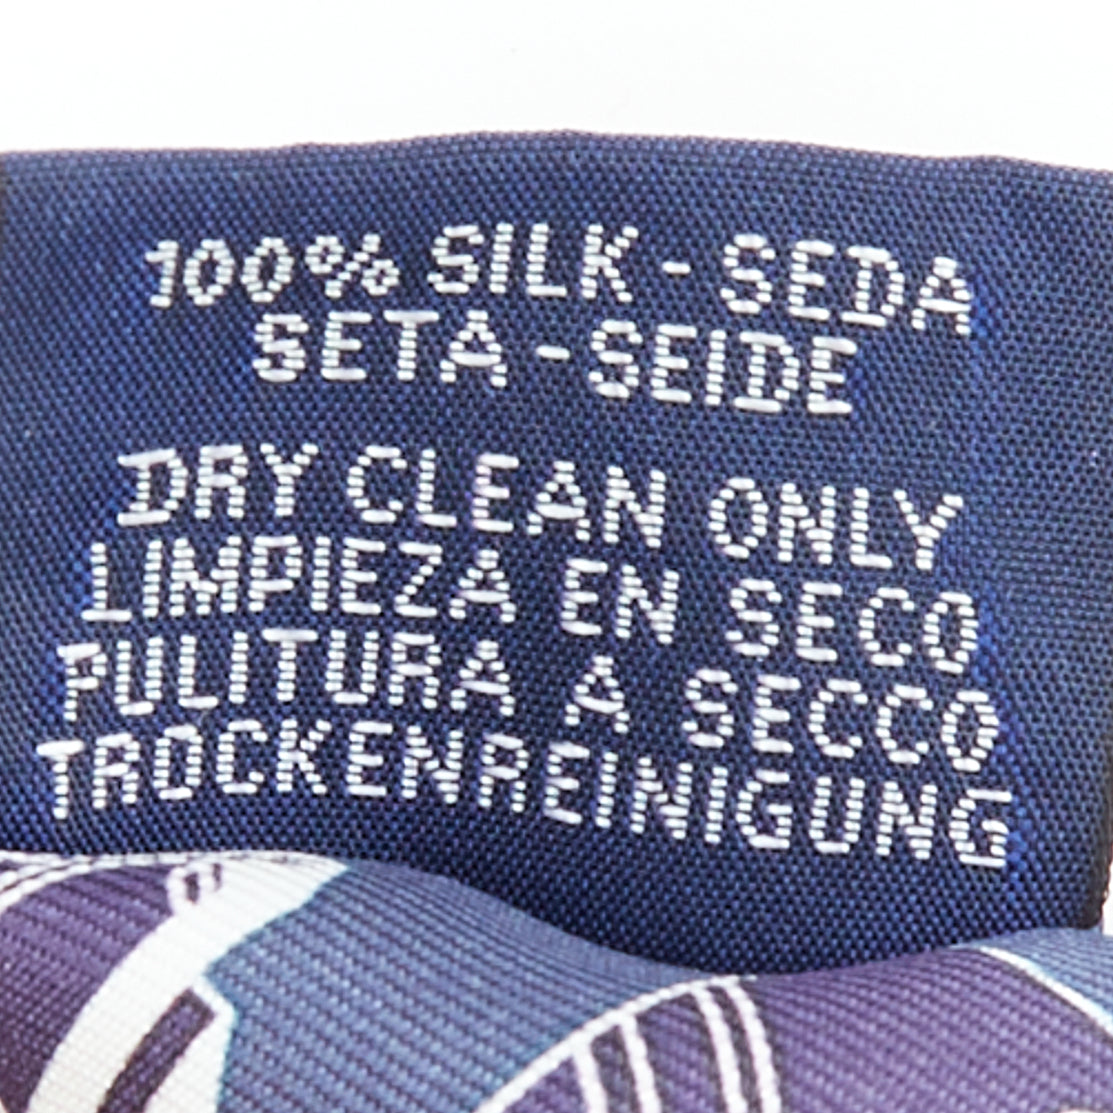 100% SILK - SEDA
SETA - SEIDE
DRY CLEAN ONLY
LIMPIEZA EN SECO
PULITURA A SECCO
TROCKENREINIGUNG